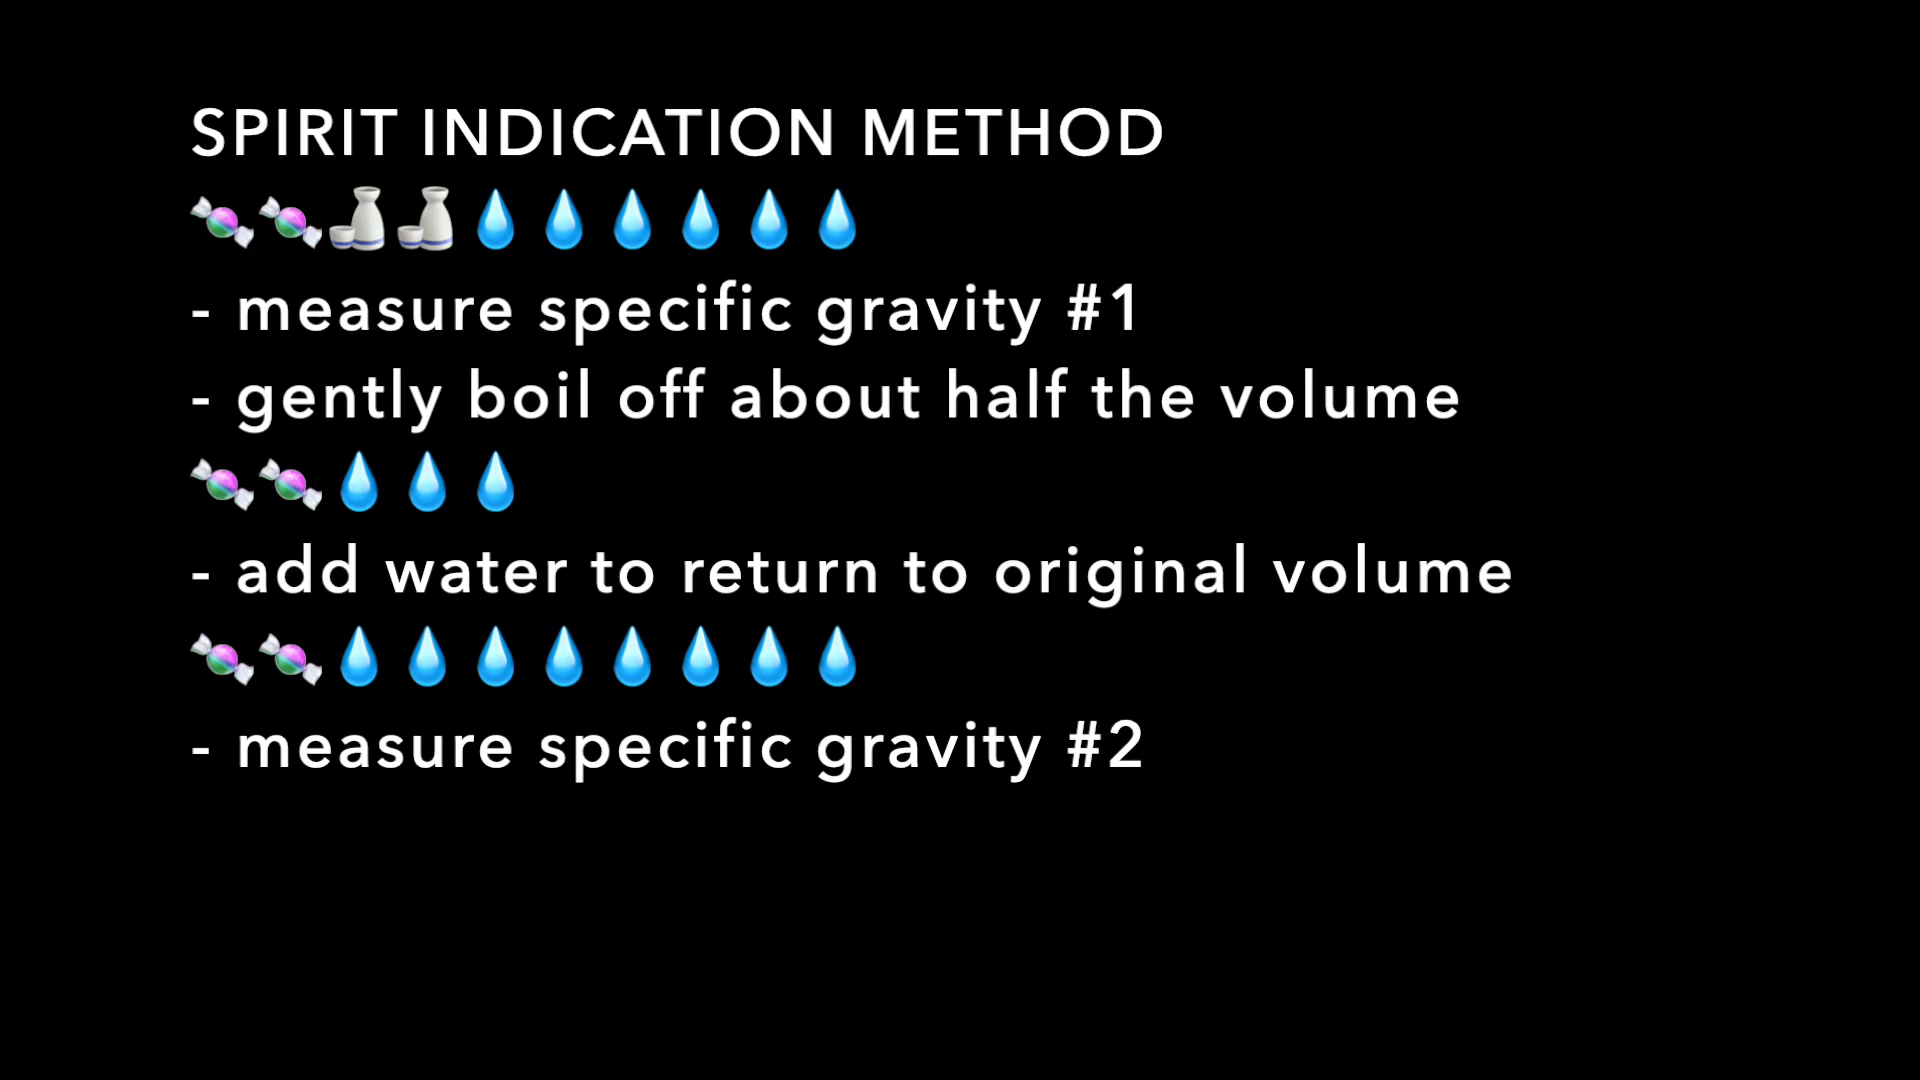 SPIRIT INDICATION METHOD
🍬🍬🍶🍶💧💧💧💧💧💧
- measure specific gravity #1
- gently boil off about half the volume
🍬🍬💧💧💧
- add water to return to original volume
🍬🍬💧💧💧💧💧💧💧💧
- measure specific gravity #2